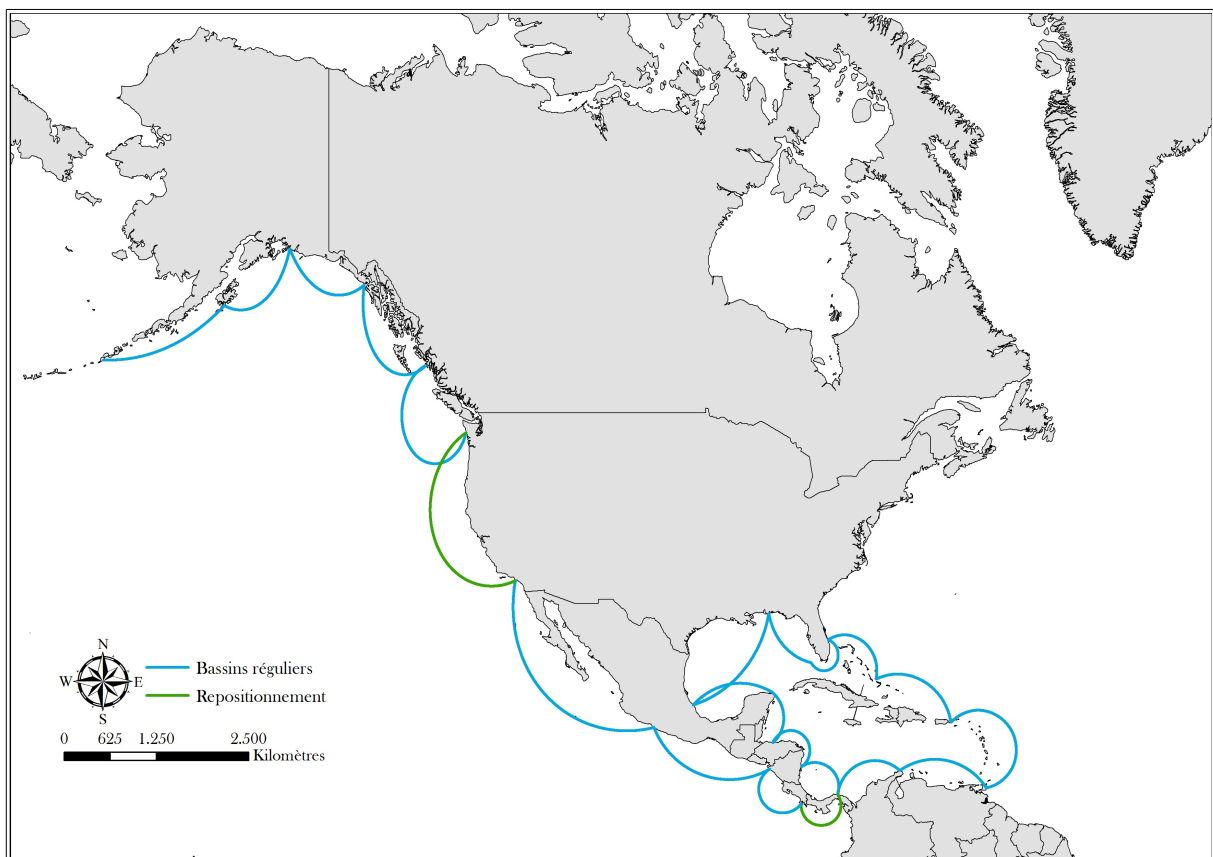 N
W E
S
Bassins réguliers
Repositionnement
0 625 1.250 2.500
Kilomètres